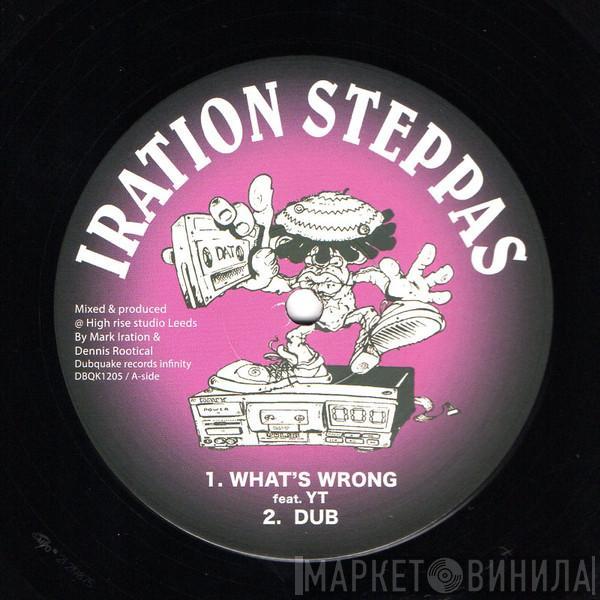 IRATION STEPPAS
DAT
Mixed & produced
@ High rise studio Leeds
By Mark Iration &
Dennis Rootical
Dubquake records infinity
DBQK1205 / A-side
POWER
000
1. WHAT'S WRONG
feat. YT
2. DUB
МАРКЕТ ВИНИЛА